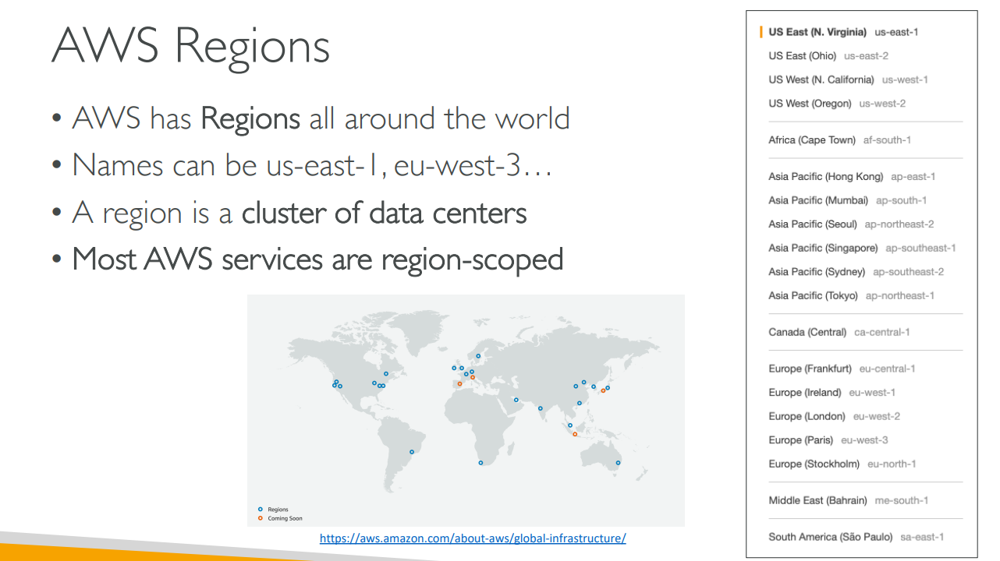 AWS Regions
• AWS has Regions all around the world
• Names can be us-east-1, eu-west-3…
• A region is a cluster of data centers
• Most AWS services are region-scoped
Regions
Coming Soon
https://aws.amazon.com/about-aws/global-infrastructure/
US East (N. Virginia) us-east-1
US East (Ohio) us-east-2
US West (N. California) us-west-1
US West (Oregon) us-west-2
Africa (Cape Town) af-south-1
Asia Pacific (Hong Kong) ap-east-1
Asia Pacific (Mumbai) ap-south-1
Asia Pacific (Seoul) ap-northeast-2
Asia Pacific (Singapore) ap-southeast-1
Asia Pacific (Sydney) ap-southeast-2
Asia Pacific (Tokyo) ap-northeast-1
Canada (Central) ca-central-1
Europe (Frankfurt) eu-central-1
Europe (Ireland) eu-west-1
Europe (London) eu-west-2
Europe (Paris) eu-west-3
Europe (Stockholm) eu-north-1
Middle East (Bahrain) me-south-1
South America (São Paulo) sa-east-1